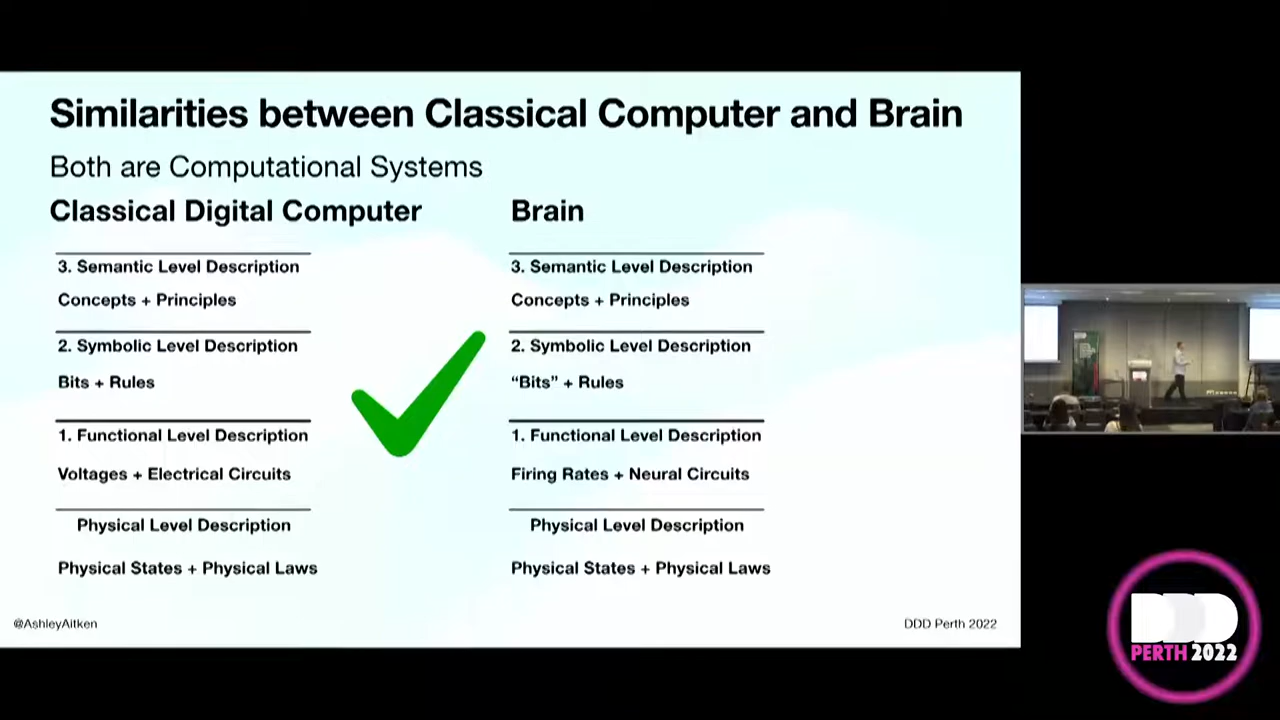 Similarities between Classical Computer and Brain
Both are Computational Systems
Classical Digital Computer
3. Semantic Level Description
Concepts + Principles
2. Symbolic Level Description
Bits + Rules
1. Functional Level Description
Voltages + Electrical Circuits
Physical Level Description
Physical States + Physical Laws
Brain
3. Semantic Level Description
Concepts + Principles
2. Symbolic Level Description
“Bits” + Rules
1. Functional Level Description
Firing Rates + Neural Circuits
Physical Level Description
Physical States + Physical Laws
@AshleyAitken
DDD Perth 2022
DDD
PERTH 2022